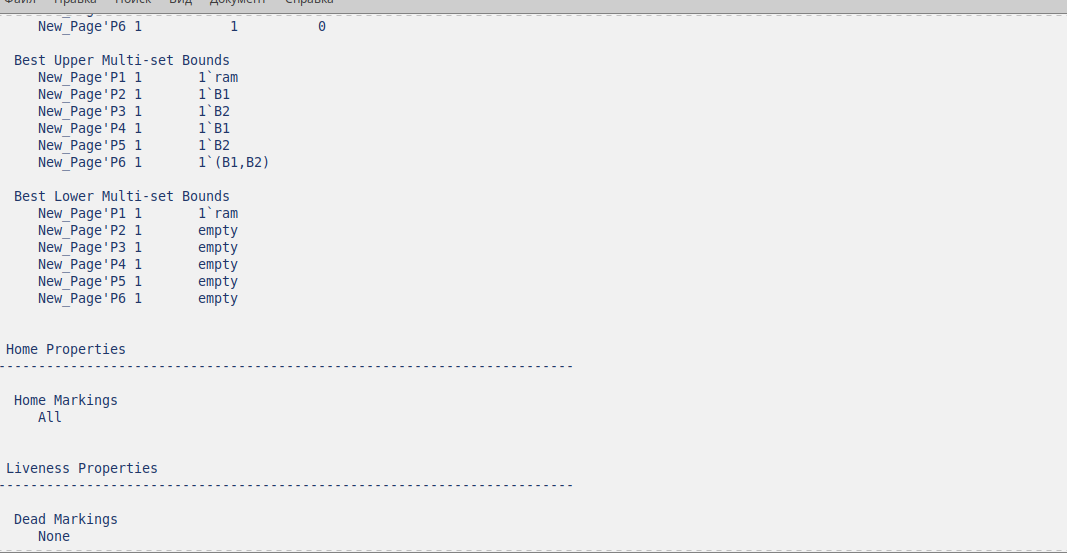 Файл Правка Поиск Вид Документ Справка
New_Page'P6 1 1 0
Best Upper Multi-set Bounds
New_Page'P1 1 1`ram
New_Page'P2 1 1`B1
New_Page'P3 1 1`B2
New_Page'P4 1 1`B1
New_Page'P5 1 1`B2
New_Page'P6 1 1`(B1,B2)
Best Lower Multi-set Bounds
New_Page'P1 1 1`ram
New_Page'P2 1 empty
New_Page'P3 1 empty
New_Page'P4 1 empty
New_Page'P5 1 empty
New_Page'P6 1 empty
Home Properties
------------------------------------------------------------------------
Home Markings
All
Liveness Properties
------------------------------------------------------------------------
Dead Markings
None